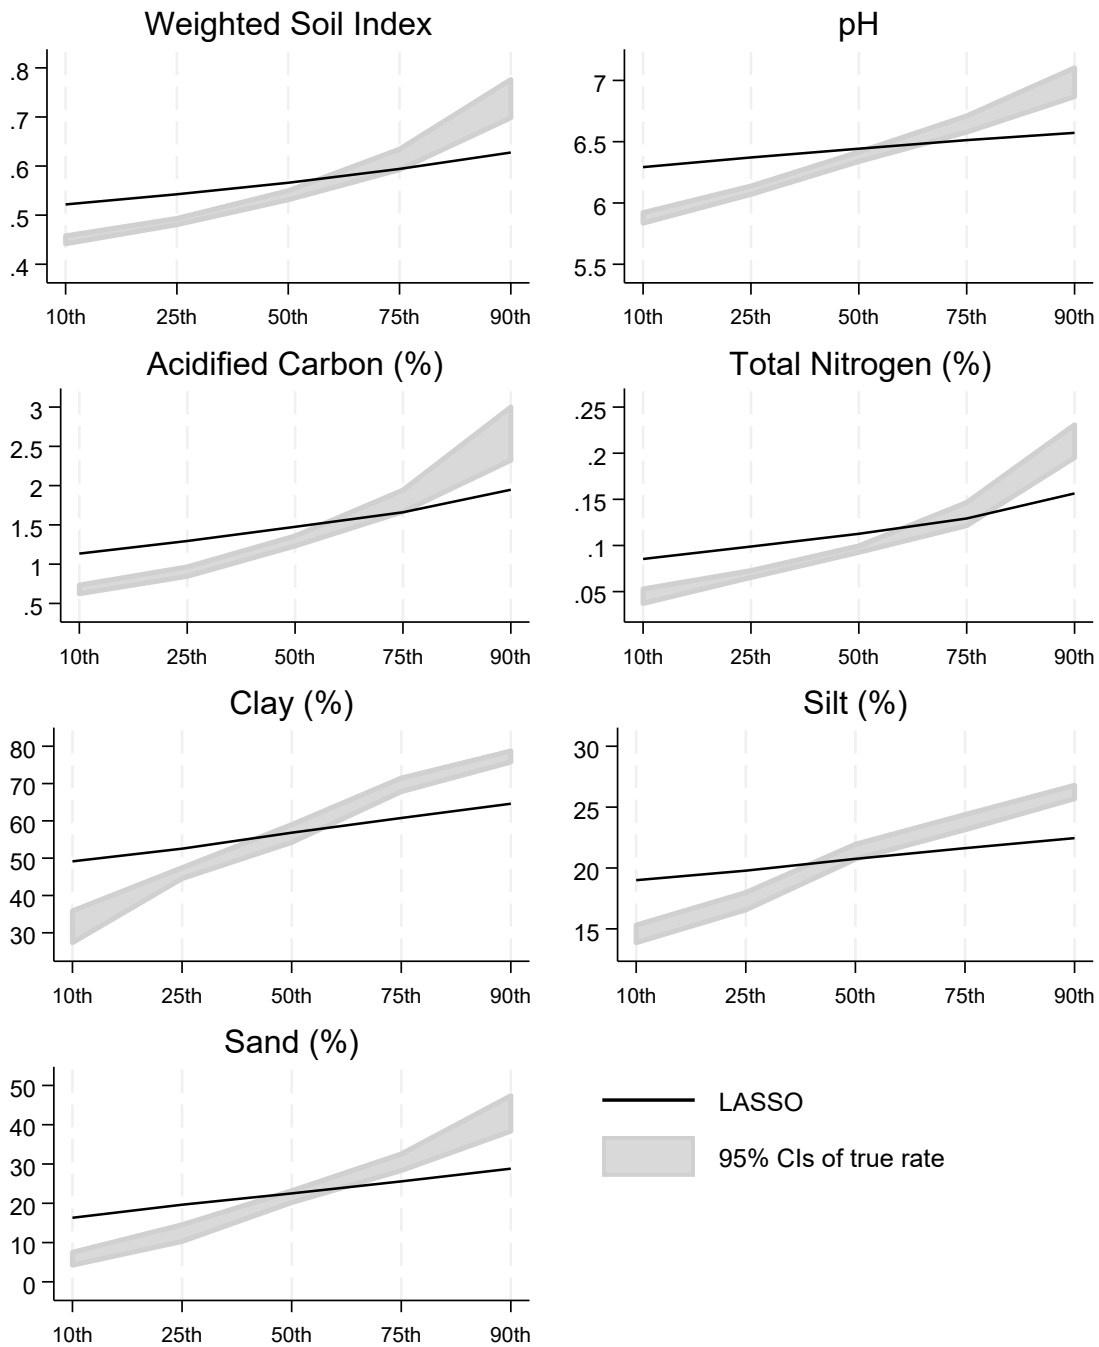 Weighted Soil Index
.8
.7
.6
.5
.4
10th 25th 50th 75th 90th
pH
7
6.5
6
5.5
10th 25th 50th 75th 90th
Acidified Carbon (%)
3
2.5
2
1.5
1
.5
10th 25th 50th 75th 90th
Total Nitrogen (%)
.25
.2
.15
.1
.05
10th 25th 50th 75th 90th
Clay (%)
80
70
60
50
40
30
10th 25th 50th 75th 90th
Silt (%)
30
25
20
15
10th 25th 50th 75th 90th
Sand (%)
50
40
30
20
10
0
10th 25th 50th 75th 90th
LASSO
95% CIs of true rate